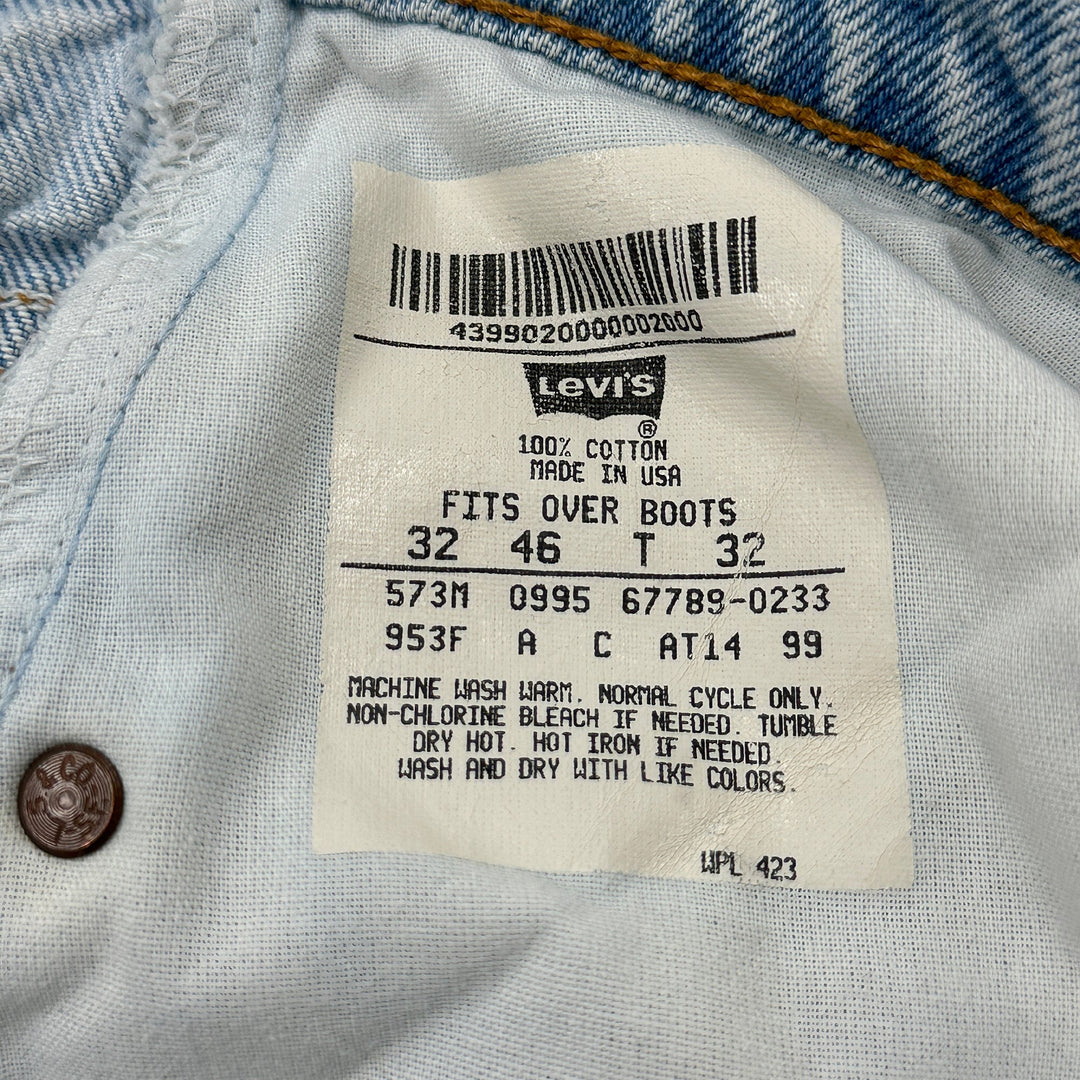 4399020000002000
Levi's
®
100% COTTON
MADE IN USA
FITS OVER BOOTS
32 46 T 32
573M 0995 67789-0233
953F A C AT14 99
MACHINE WASH WARM. NORMAL CYCLE ONLY.
NON-CHLORINE BLEACH IF NEEDED. TUMBLE
DRY HOT. HOT IRON IF NEEDED.
WASH AND DRY WITH LIKE COLORS.
WPL 423